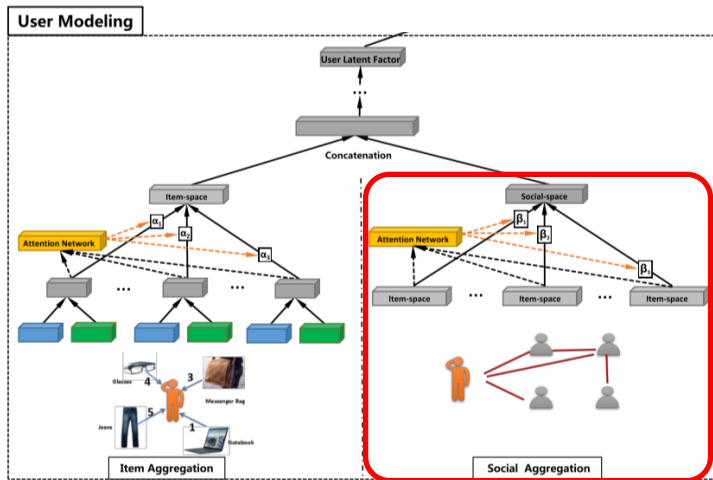 User Modeling
User Latent Factor
...
Concatenation
Item-space
α1
Attention Network
α2
α3
... ...
Glasses
4
3
Messenger Bag
Jeans
5
1
Notebook
Item Aggregation
Social-space
β1
Attention Network
β2
β3
Item-space ... Item-space ... Item-space
Social Aggregation